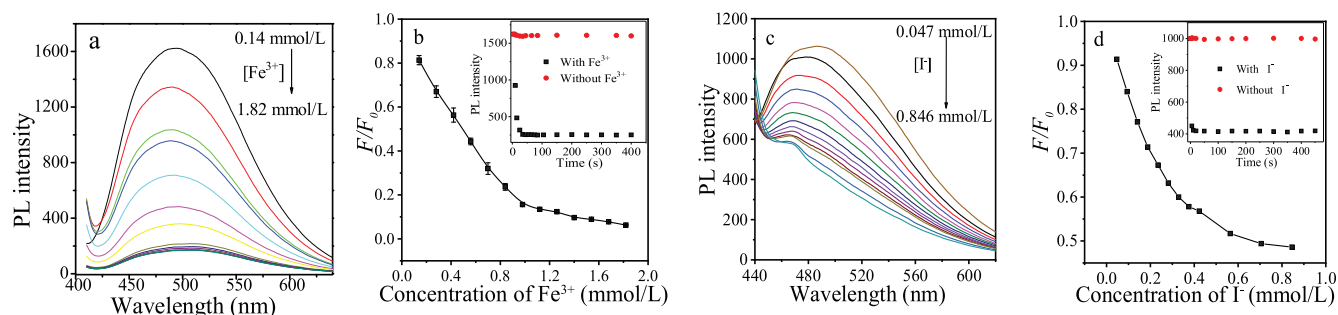 a
0.14 mmol/L
[Fe³⁺]
1.82 mmol/L
PL intensity
1600
1200
800
400
0
400 450 500 550 600
Wavelength (nm)
b
F/F₀
1.0
0.8
0.6
0.4
0.2
0.0
0.0 0.4 0.8 1.2 1.6 2.0
Concentration of Fe³⁺ (mmol/L)
PL intensity
1500
1000
500
With Fe³⁺
Without Fe³⁺
0 100 200 300 400
Time (s)
c
0.047 mmol/L
[I⁻]
0.846 mmol/L
PL intensity
1200
1000
800
600
400
200
0
440 480 520 560 600
Wavelength (nm)
d
F/F₀
1.0
0.9
0.8
0.7
0.6
0.5
0.0 0.2 0.4 0.6 0.8 1.0
Concentration of I⁻ (mmol/L)
PL intensity
1000
800
600
400
With I⁻
Without I⁻
0 100 200 300 400
Time (s)